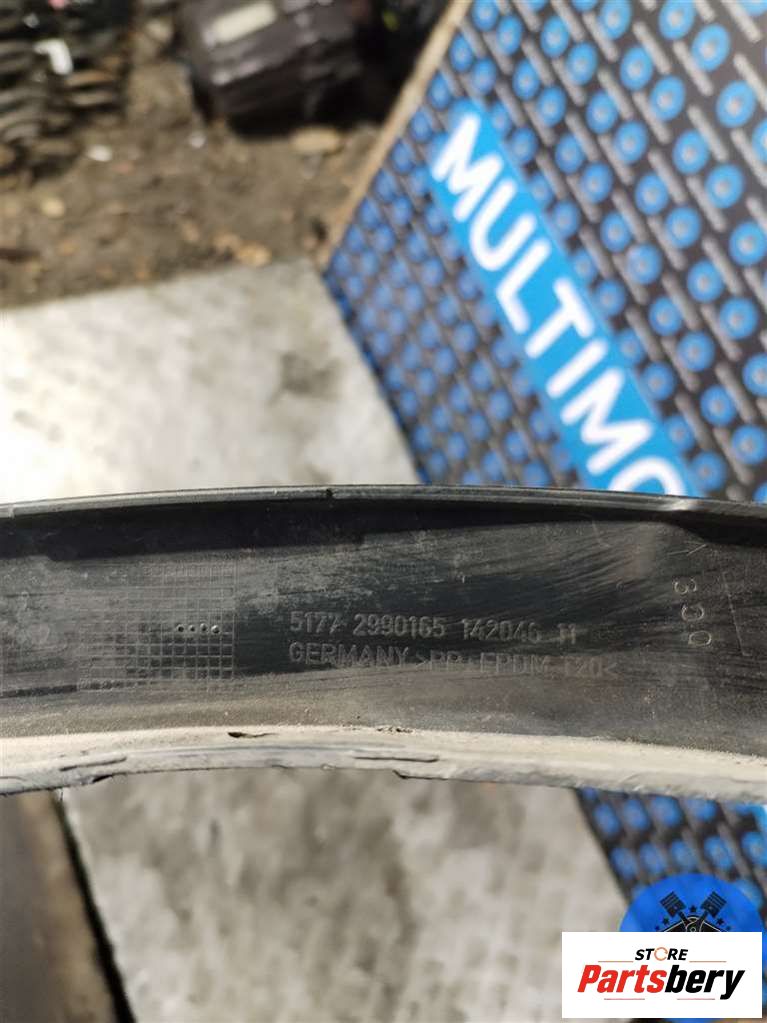 MULTIMO
5177 2990165 142046 11
GERMANY >PP+EPDM-T20<
STORE
Partsbery